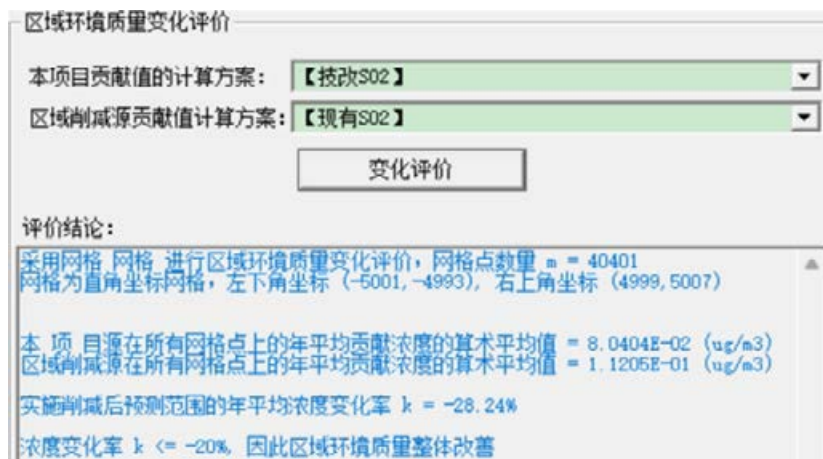 区域环境质量变化评价
本项目贡献值的计算方案：【技改SO2】
区域削减源贡献值计算方案：【现有SO2】
变化评价
评价结论：
采用网格 网格 进行区域环境质量变化评价，网格点数量 m = 40401
网格为直角坐标网格，左下角坐标 (-5001,-4993), 右上角坐标 (4999,5007)
本 项 目源在所有网格点上的年平均贡献浓度的算术平均值 = 8.0404E-02 (ug/m3)
区域削减源在所有网格点上的年平均贡献浓度的算术平均值 = 1.1205E-01 (ug/m3)
实施削减后预测范围的年平均浓度变化率 k = -28.24%
浓度变化率 k <= -20%, 因此区域环境质量整体改善